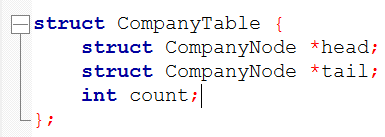 struct CompanyTable {
    struct CompanyNode *head;
    struct CompanyNode *tail;
    int count;
};